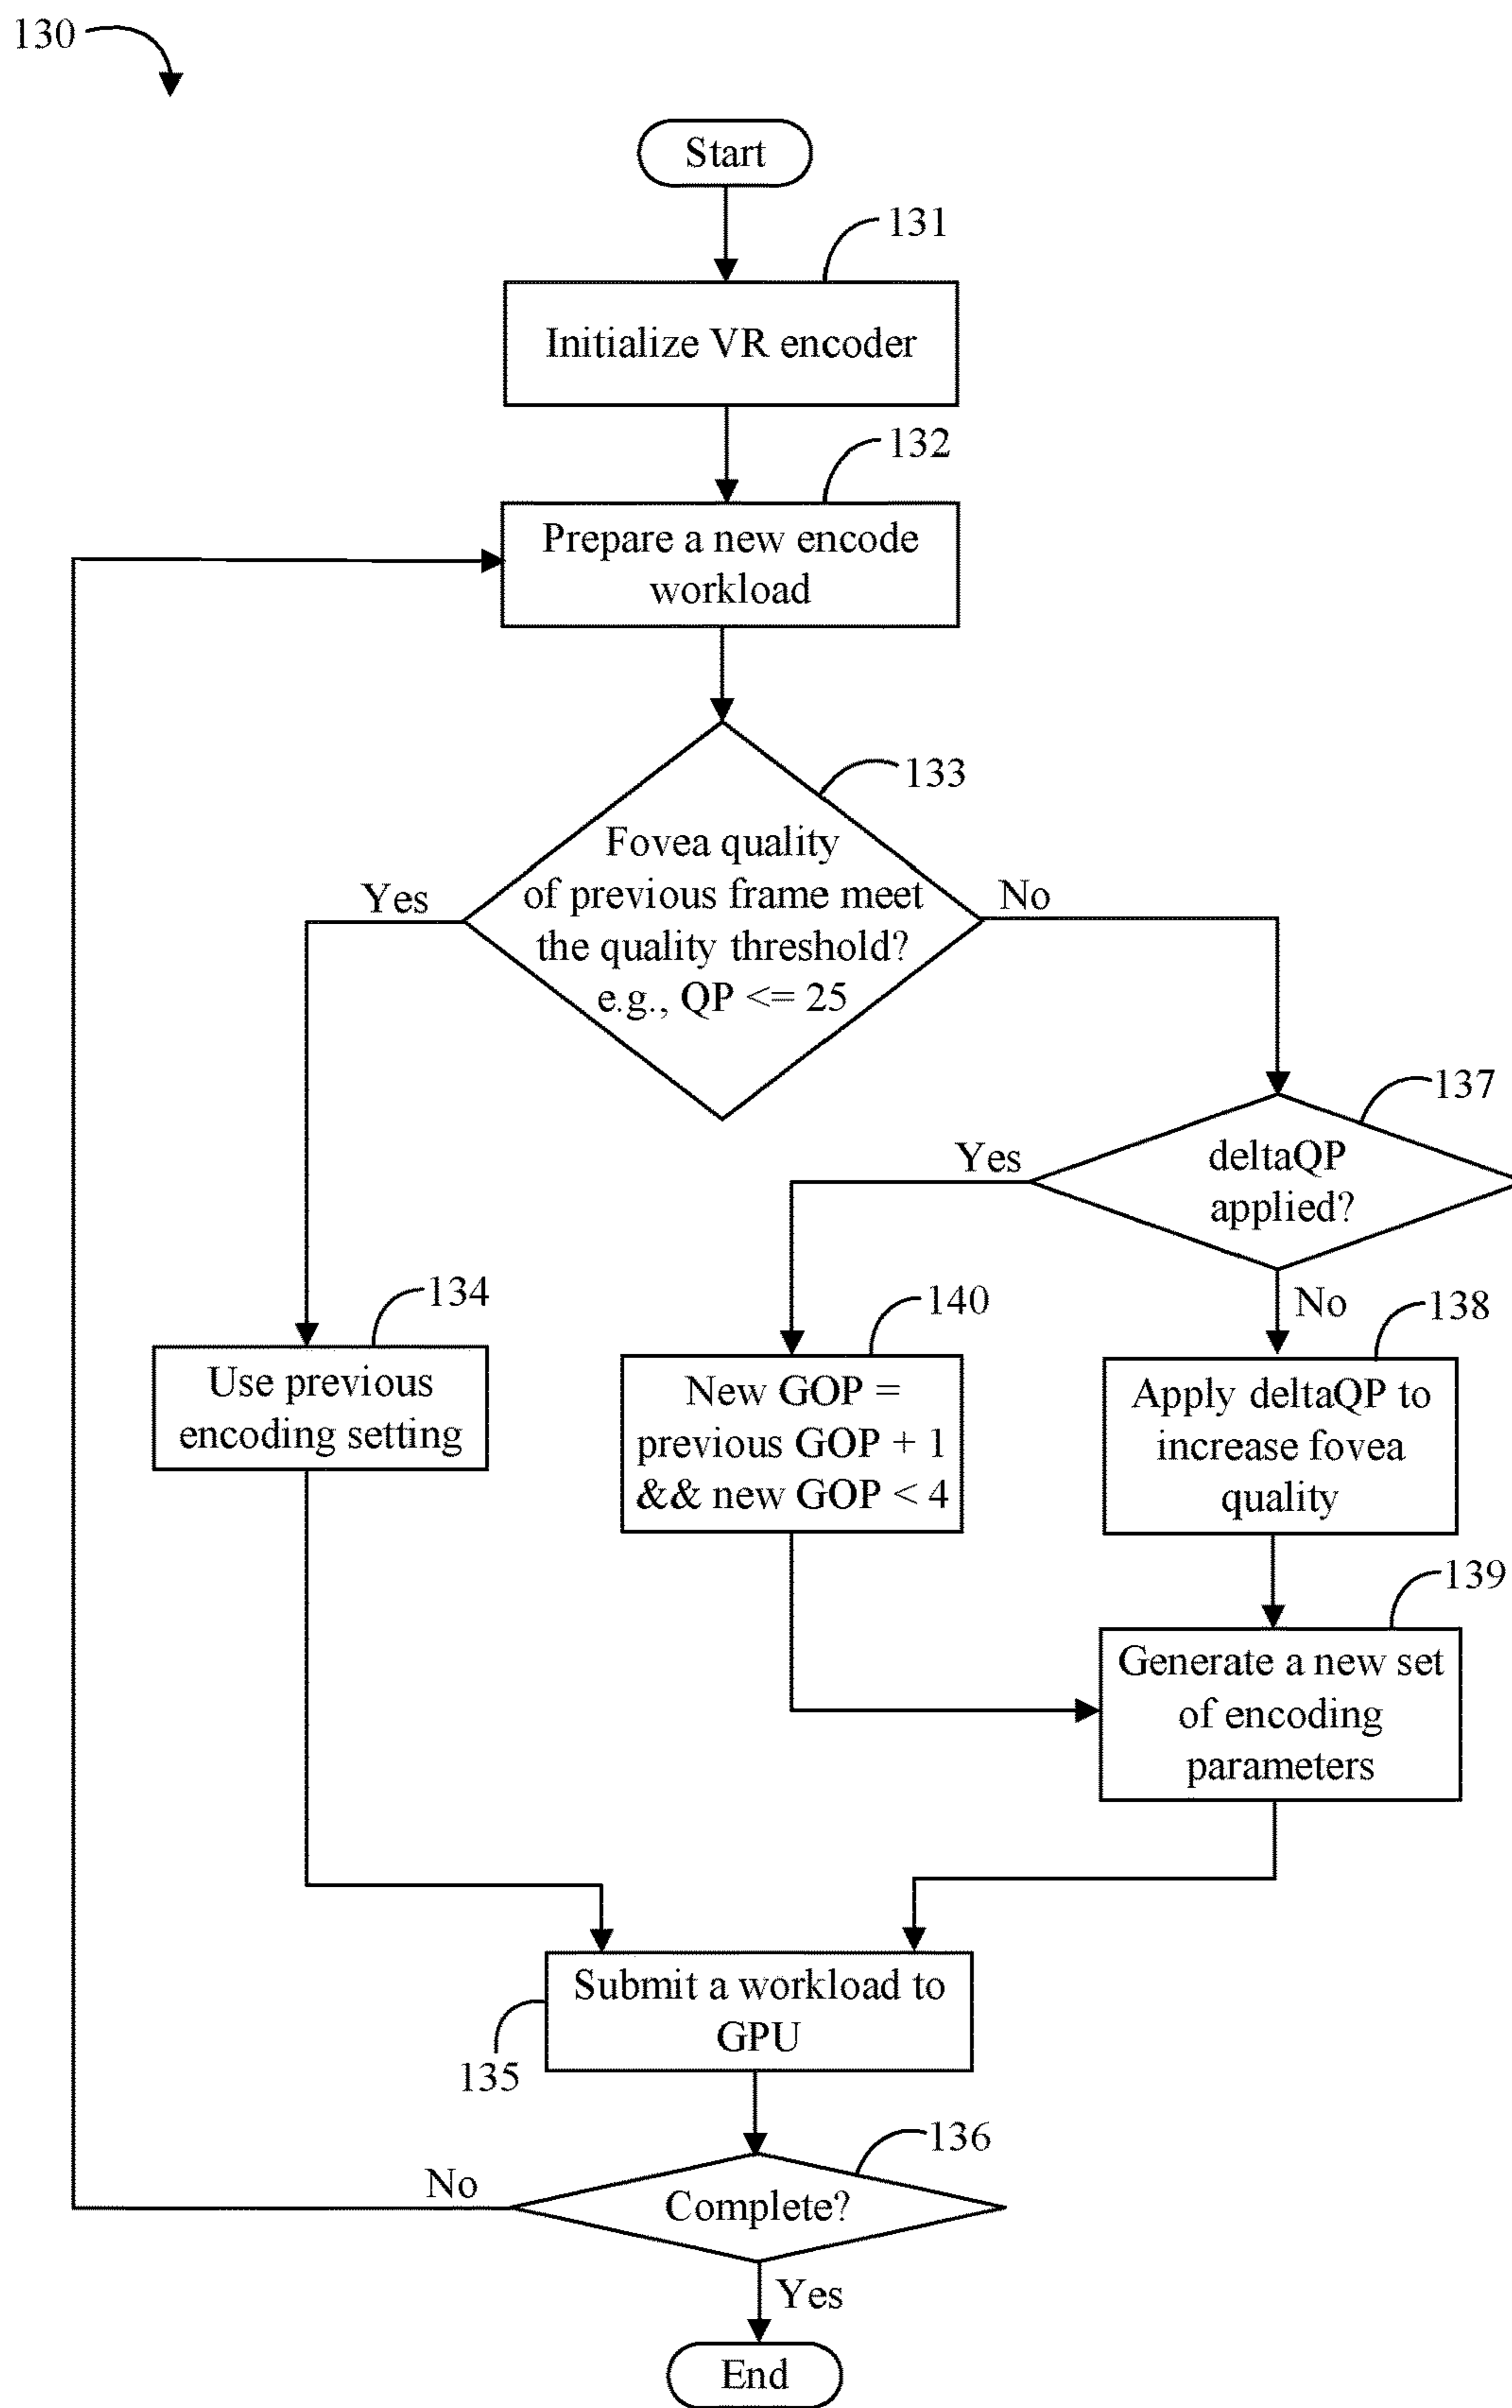 130
Start
131
Initialize VR encoder
132
Prepare a new encode
workload
133
Fovea quality
of previous frame meet
the quality threshold?
e.g., QP <= 25
Yes
No
137
deltaQP
applied?
Yes
No
134
Use previous
encoding setting
140
New GOP =
previous GOP + 1
&& new GOP < 4
138
Apply deltaQP to
increase fovea
quality
139
Generate a new set
of encoding
parameters
Submit a workload to
GPU
135
136
Complete?
No
Yes
End